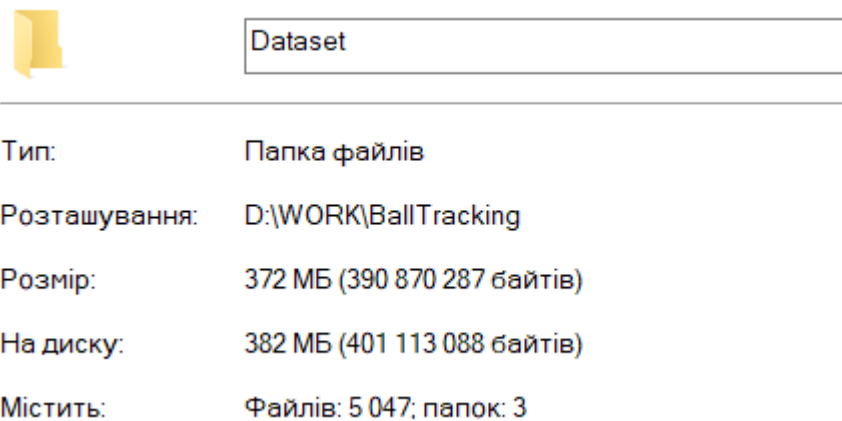 Dataset
Тип: Папка файлів
Розташування: D:\WORK\BallTracking
Розмір: 372 МБ (390 870 287 байтів)
На диску: 382 МБ (401 113 088 байтів)
Містить: Файлів: 5 047; папок: 3